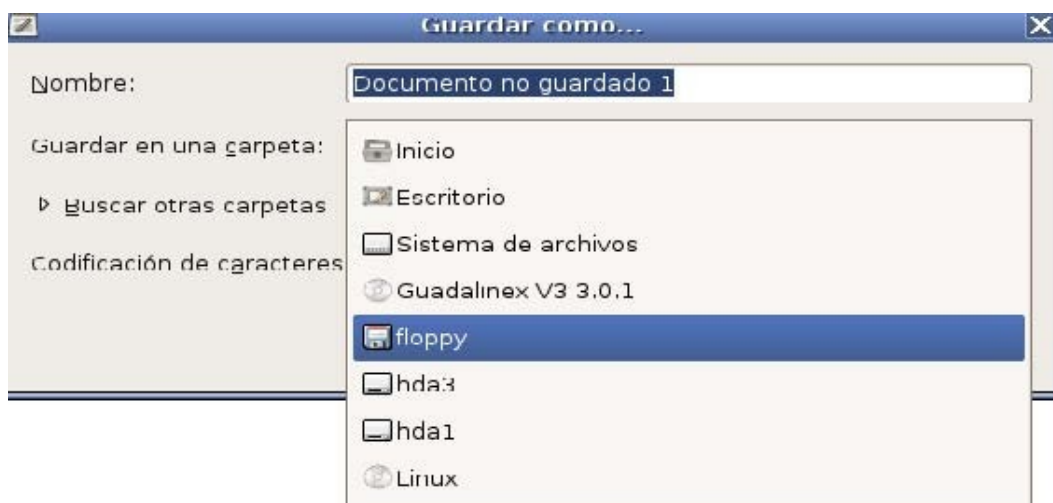 Guardar como...
Nombre:
Documento no guardado 1
Guardar en una carpeta:
Inicio
Escritorio
Buscar otras carpetas
Sistema de archivos
Codificación de caracteres
Guadalinex V3 3.0.1
floppy
hda3
hda1
Linux